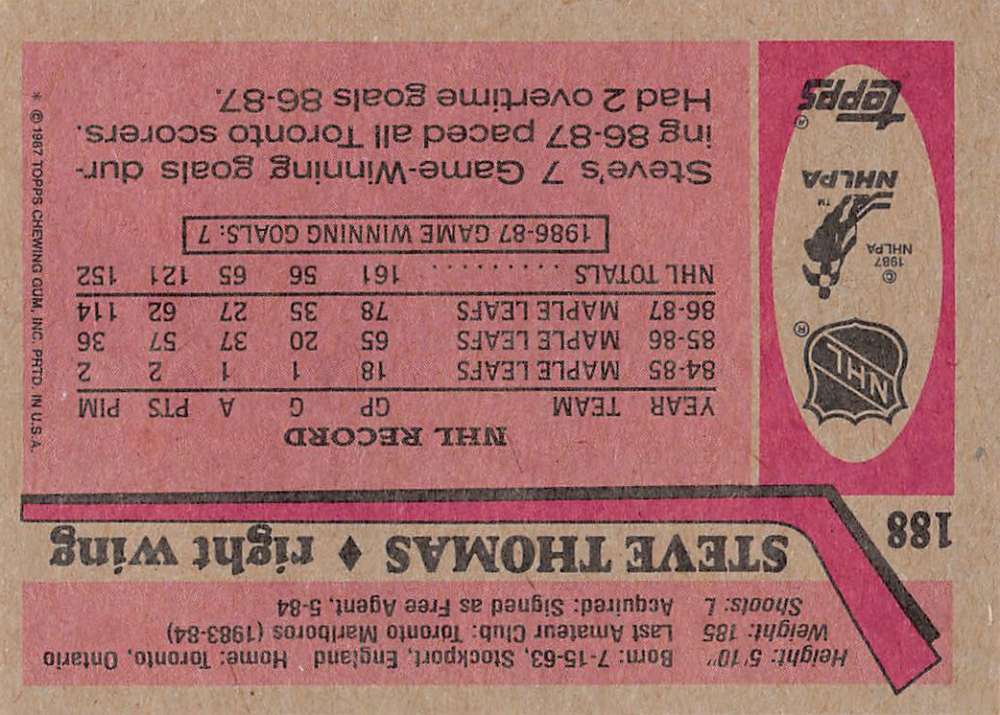 Height: 5'10" Born: 7-15-63, Stockport, England Home: Toronto, Ontario,
Weight: 185 Last Amateur Club: Toronto Marlboros (1983-84)
Shoots: L Acquired: Signed as Free Agent, 5-84
188 STEVE THOMAS ♦ right wing
NHL
®
© 1987 NHLPA
TM
NHLPA
topps
®
NHL RECORD
YEAR TEAM GP G A PTS PIM
84-85 MAPLE LEAFS 18 1 1 2 2
85-86 MAPLE LEAFS 65 20 37 57 36
86-87 MAPLE LEAFS 78 35 27 62 114
NHL TOTALS . . . . . . . . . . 161 56 65 121 152
1986-87 GAME WINNING GOALS: 7
Steve's 7 Game-Winning goals dur-
ing 86-87 paced all Toronto scorers.
Had 2 overtime goals 86-87.
* © 1987 TOPPS CHEWING GUM, INC. PRTD. IN U.S.A.